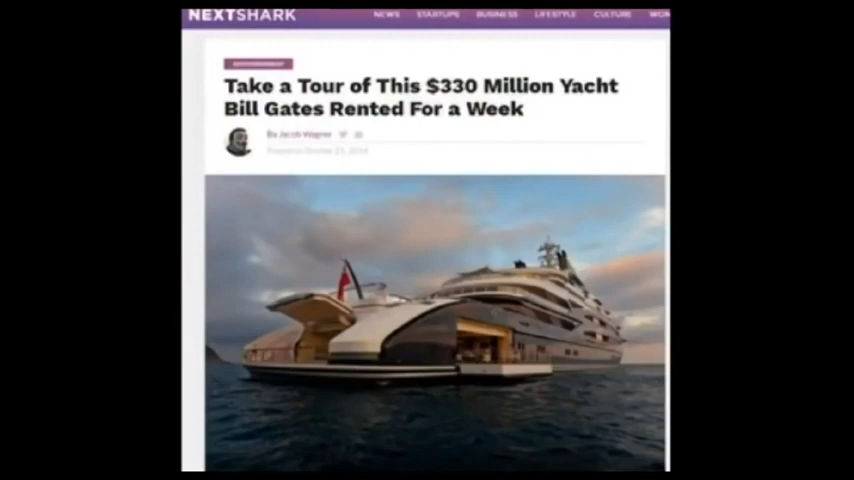 NEXTSHARK
NEWS STARTUPS BUSINESS LIFESTYLE CULTURE WOM
Take a Tour of This $330 Million Yacht
Bill Gates Rented For a Week
By Jacob Wagner